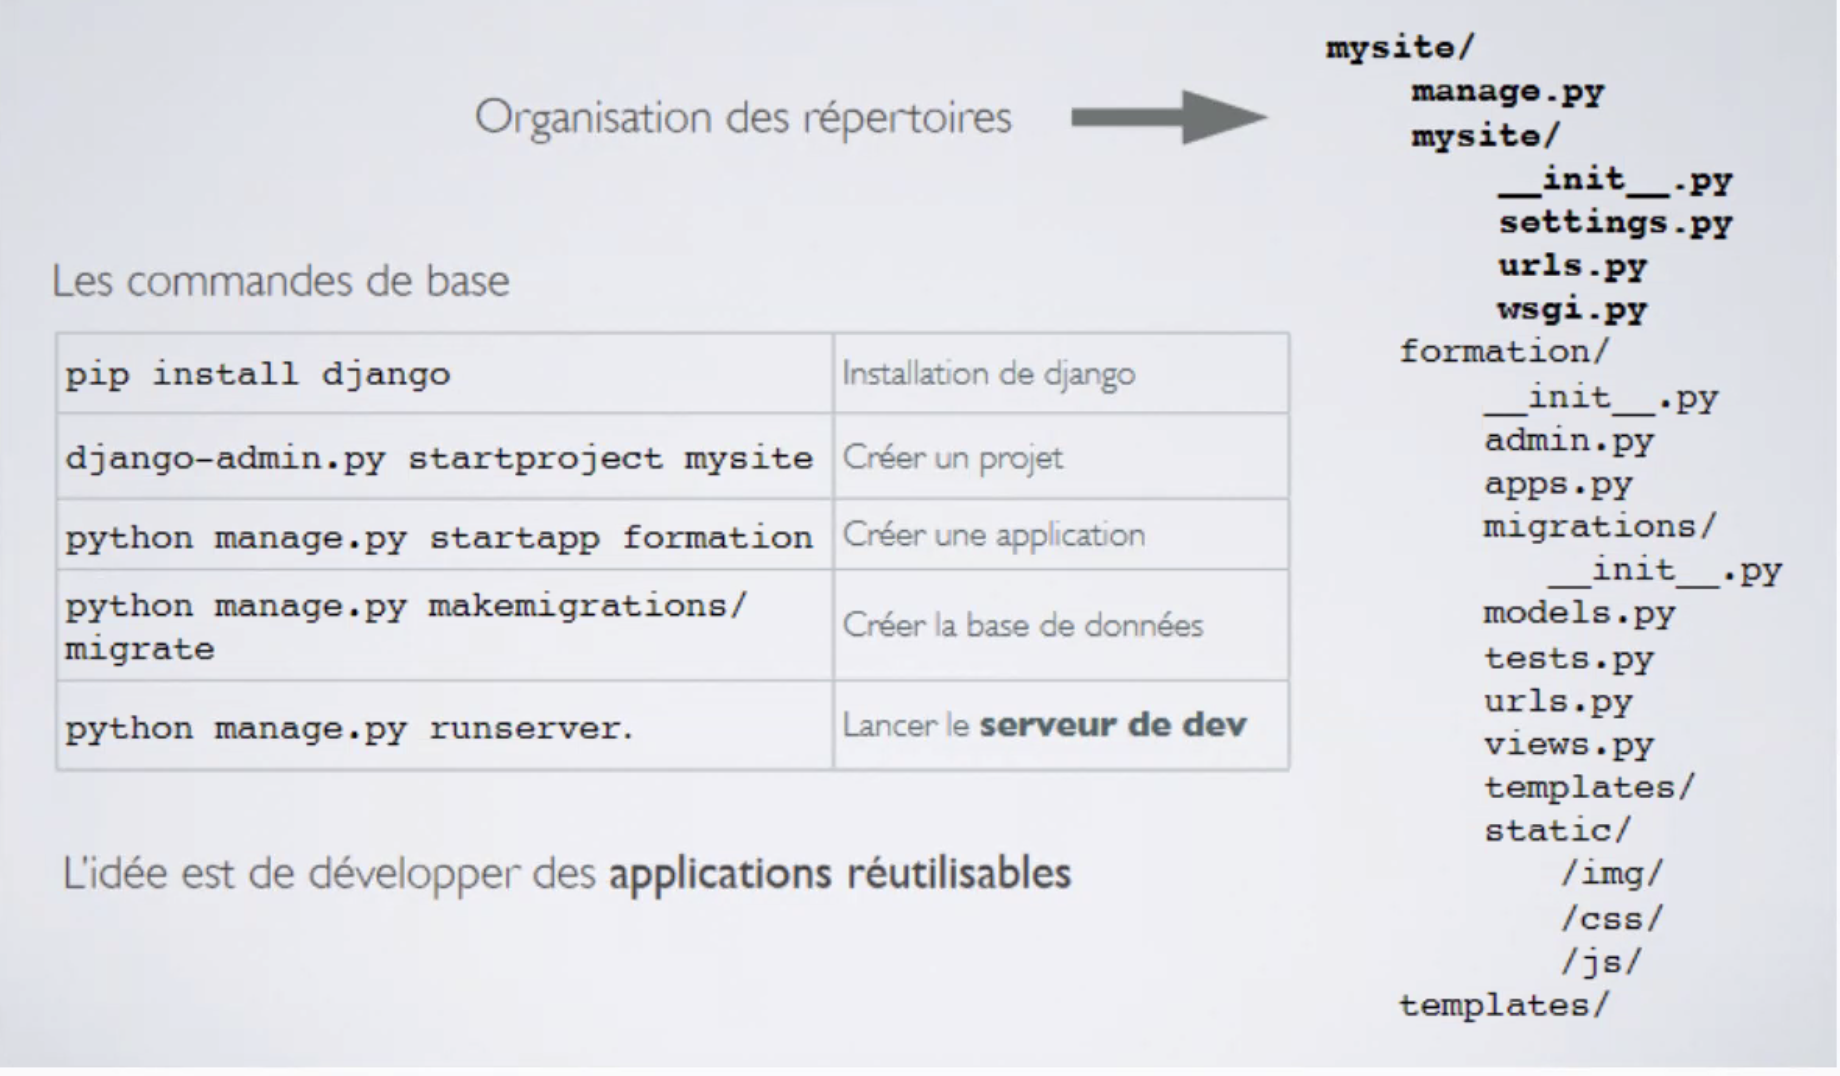 Organisation des répertoires
Les commandes de base
pip install django
Installation de django
django-admin.py startproject mysite
Créer un projet
python manage.py startapp formation
Créer une application
python manage.py makemigrations/
migrate
Créer la base de données
python manage.py runserver.
Lancer le serveur de dev
L'idée est de développer des applications réutilisables
mysite/
manage.py
mysite/
__init__.py
settings.py
urls.py
wsgi.py
formation/
__init__.py
admin.py
apps.py
migrations/
__init__.py
models.py
tests.py
urls.py
views.py
templates/
static/
/img/
/css/
/js/
templates/